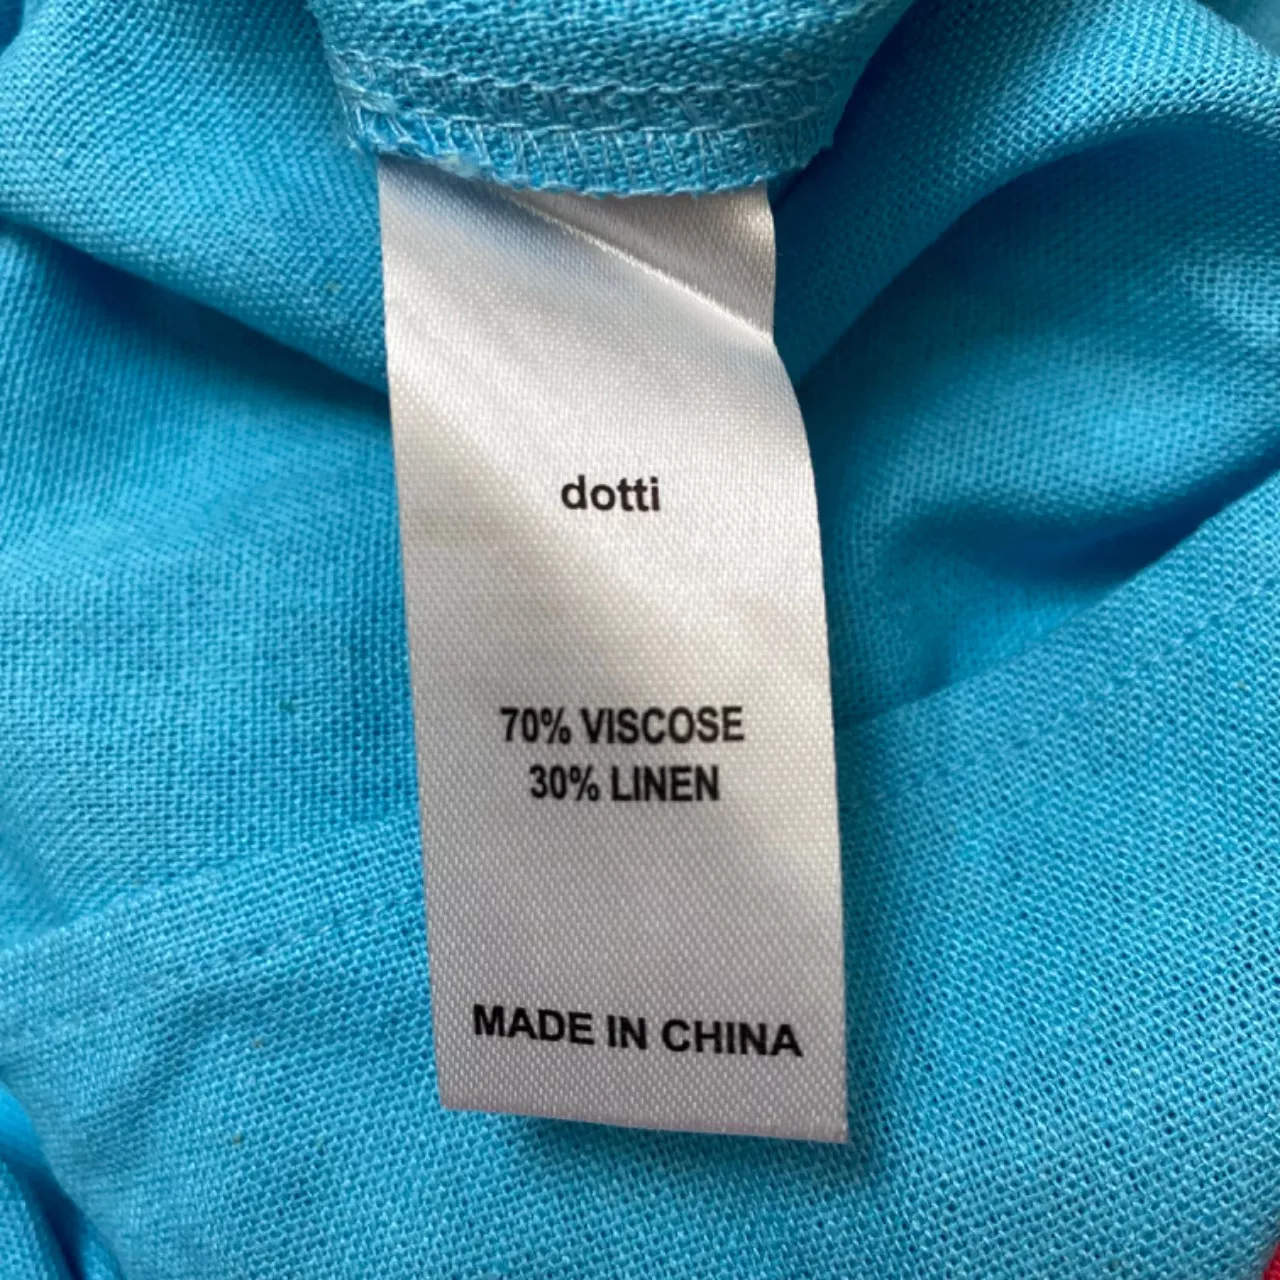 dotti
70% VISCOSE
30% LINEN
MADE IN CHINA